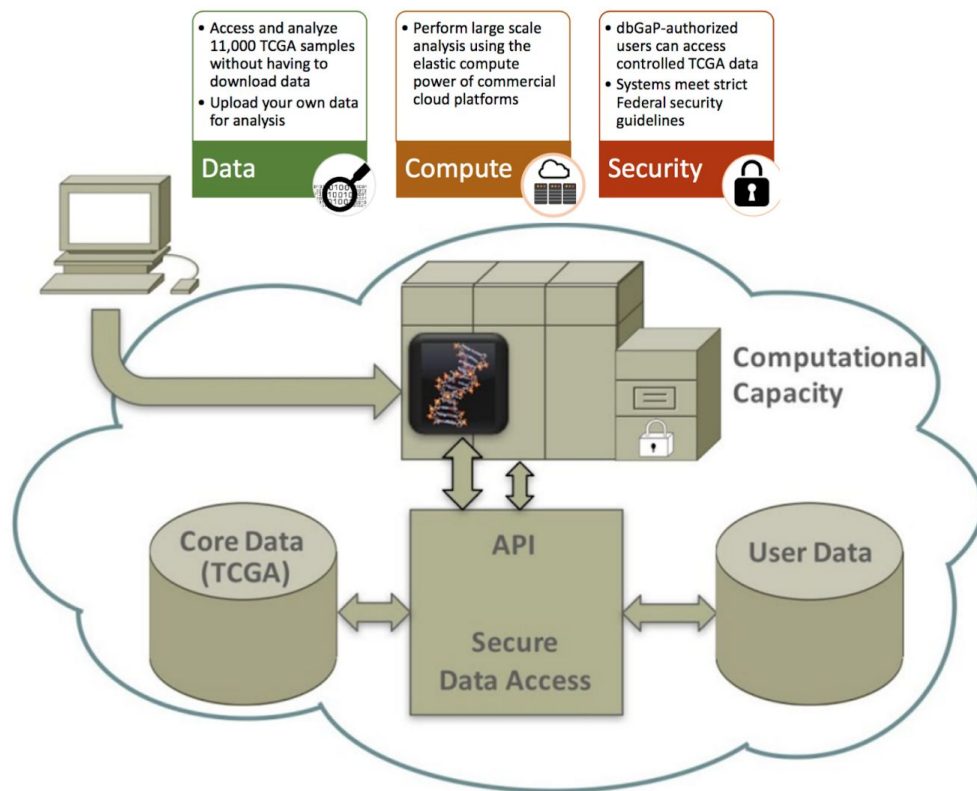 • Access and analyze
11,000 TCGA samples
without having to
download data
• Upload your own data
for analysis
Data
• Perform large scale
analysis using the
elastic compute
power of commercial
cloud platforms
Compute
• dbGaP-authorized
users can access
controlled TCGA data
• Systems meet strict
Federal security
guidelines
Security
Computational
Capacity
Core Data
(TCGA)
API
Secure
Data Access
User Data